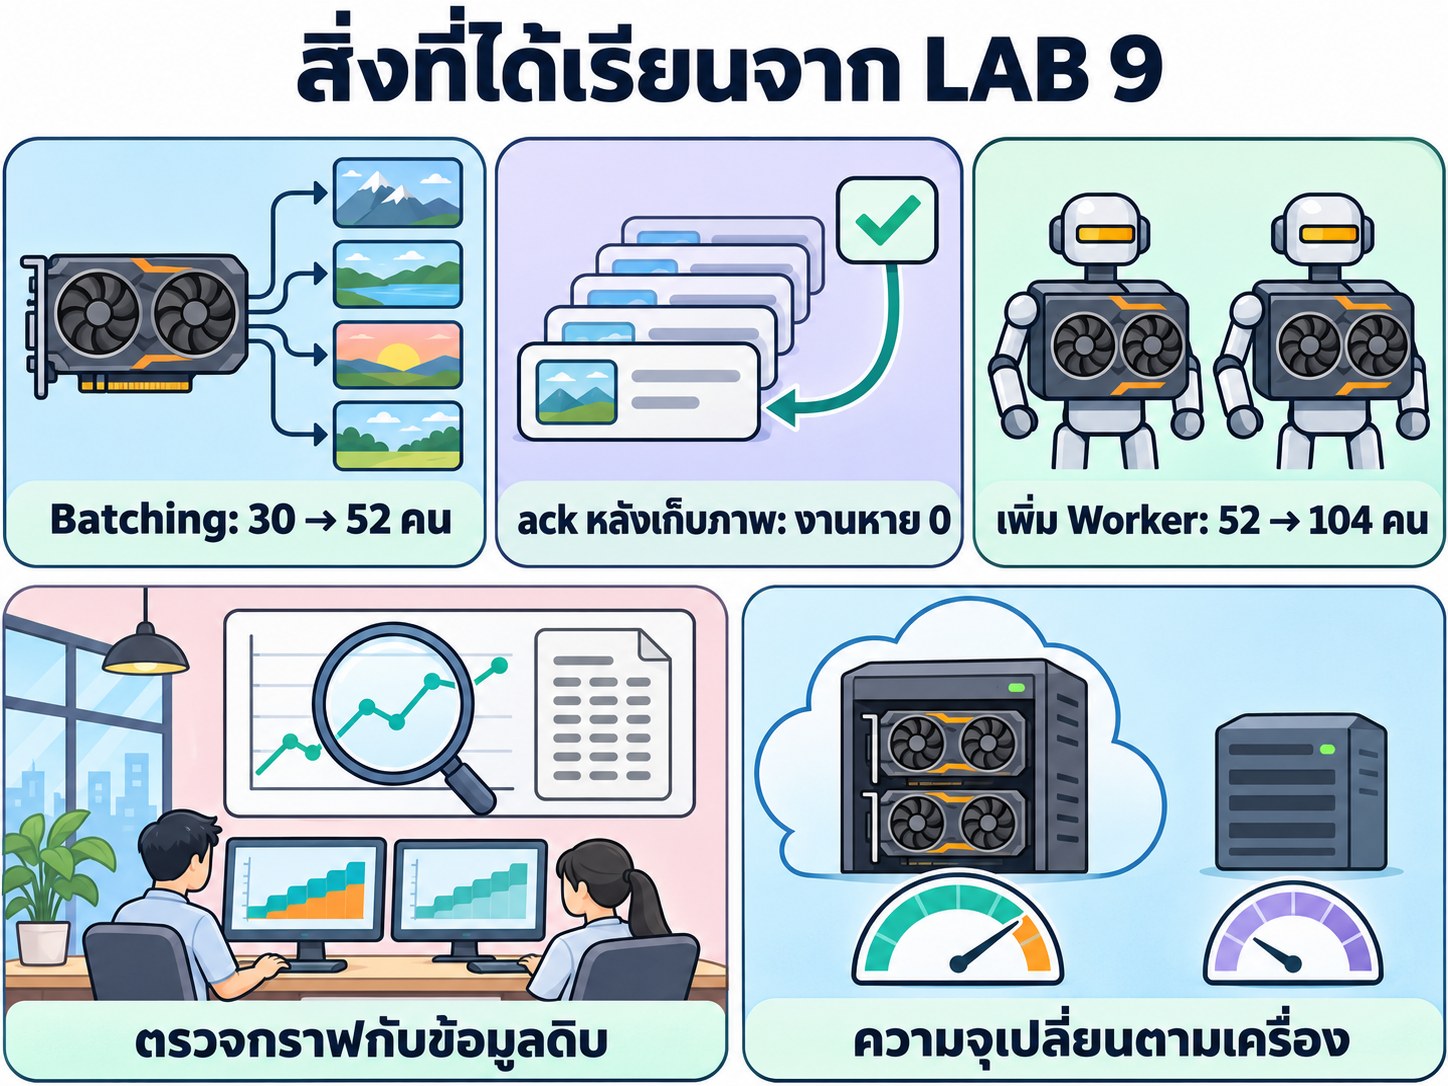 สิ่งที่ได้เรียนจาก LAB 9
Batching: 30 → 52 คน
ack หลังเก็บภาพ: งานหาย 0
เพิ่ม Worker: 52 → 104 คน
ตรวจกราฟกับข้อมูลดิบ
ความจุเปลี่ยนตามเครื่อง